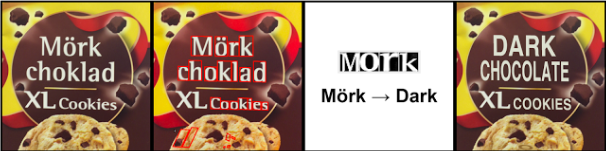 Mörk
choklad
XL Cookies
Mörk
choklad
XL Cookies
Mörk
Mörk → Dark
DARK
CHOCOLATE
XL COOKIES